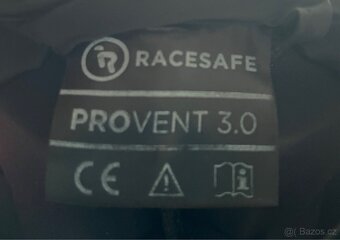 RACESAFE
PROVENT 3.0
CE
© Bazos.cz